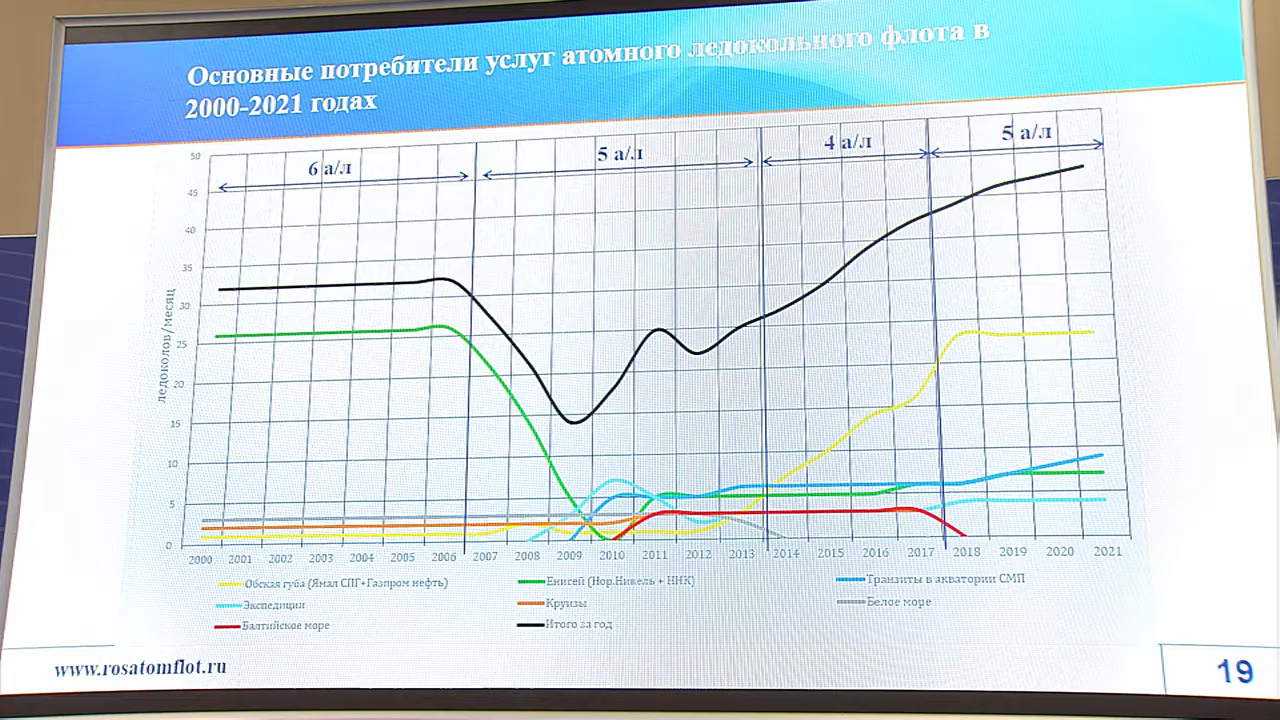 Основные потребители услуг атомного ледокольного флота в
2000-2021 годах
6 а/л
5 а/л
4 а/л
5 а/л
ледоколов/месяц
50
45
40
35
30
25
20
15
10
5
0
2000 2001 2002 2003 2004 2005 2006 2007 2008 2009 2010 2011 2012 2013 2014 2015 2016 2017 2018 2019 2020 2021
Обская губа (Ямал СПГ+Газпром нефть) Енисей (Нор.Никель + ННК) Транзиты в акватории СМП
Экспедиции Круизы Белое море
Балтийское море Итого за год
www.rosatomflot.ru
19